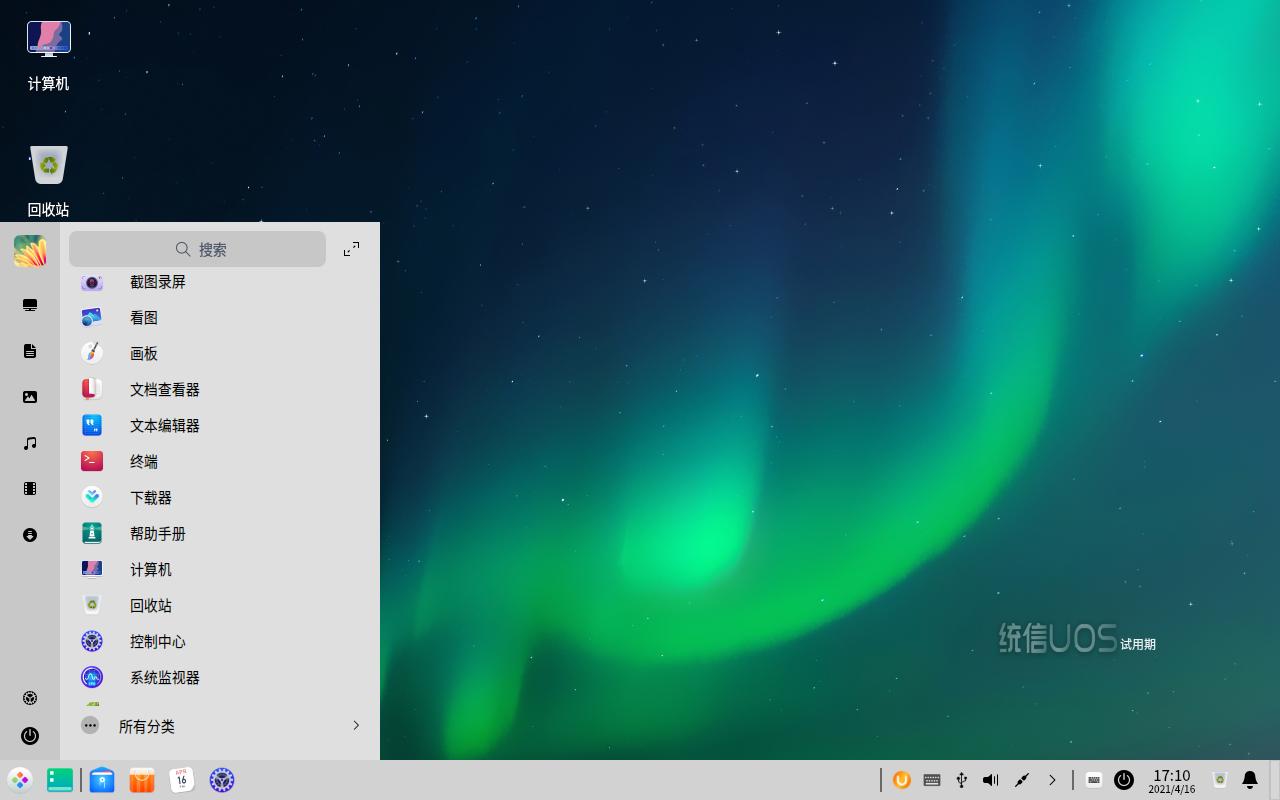 计算机
回收站
搜索
截图录屏
看图
画板
文档查看器
文本编辑器
终端
下载器
帮助手册
计算机
回收站
控制中心
系统监视器
所有分类
统信UOS 试用期
APR
16
17:10
2021/4/16